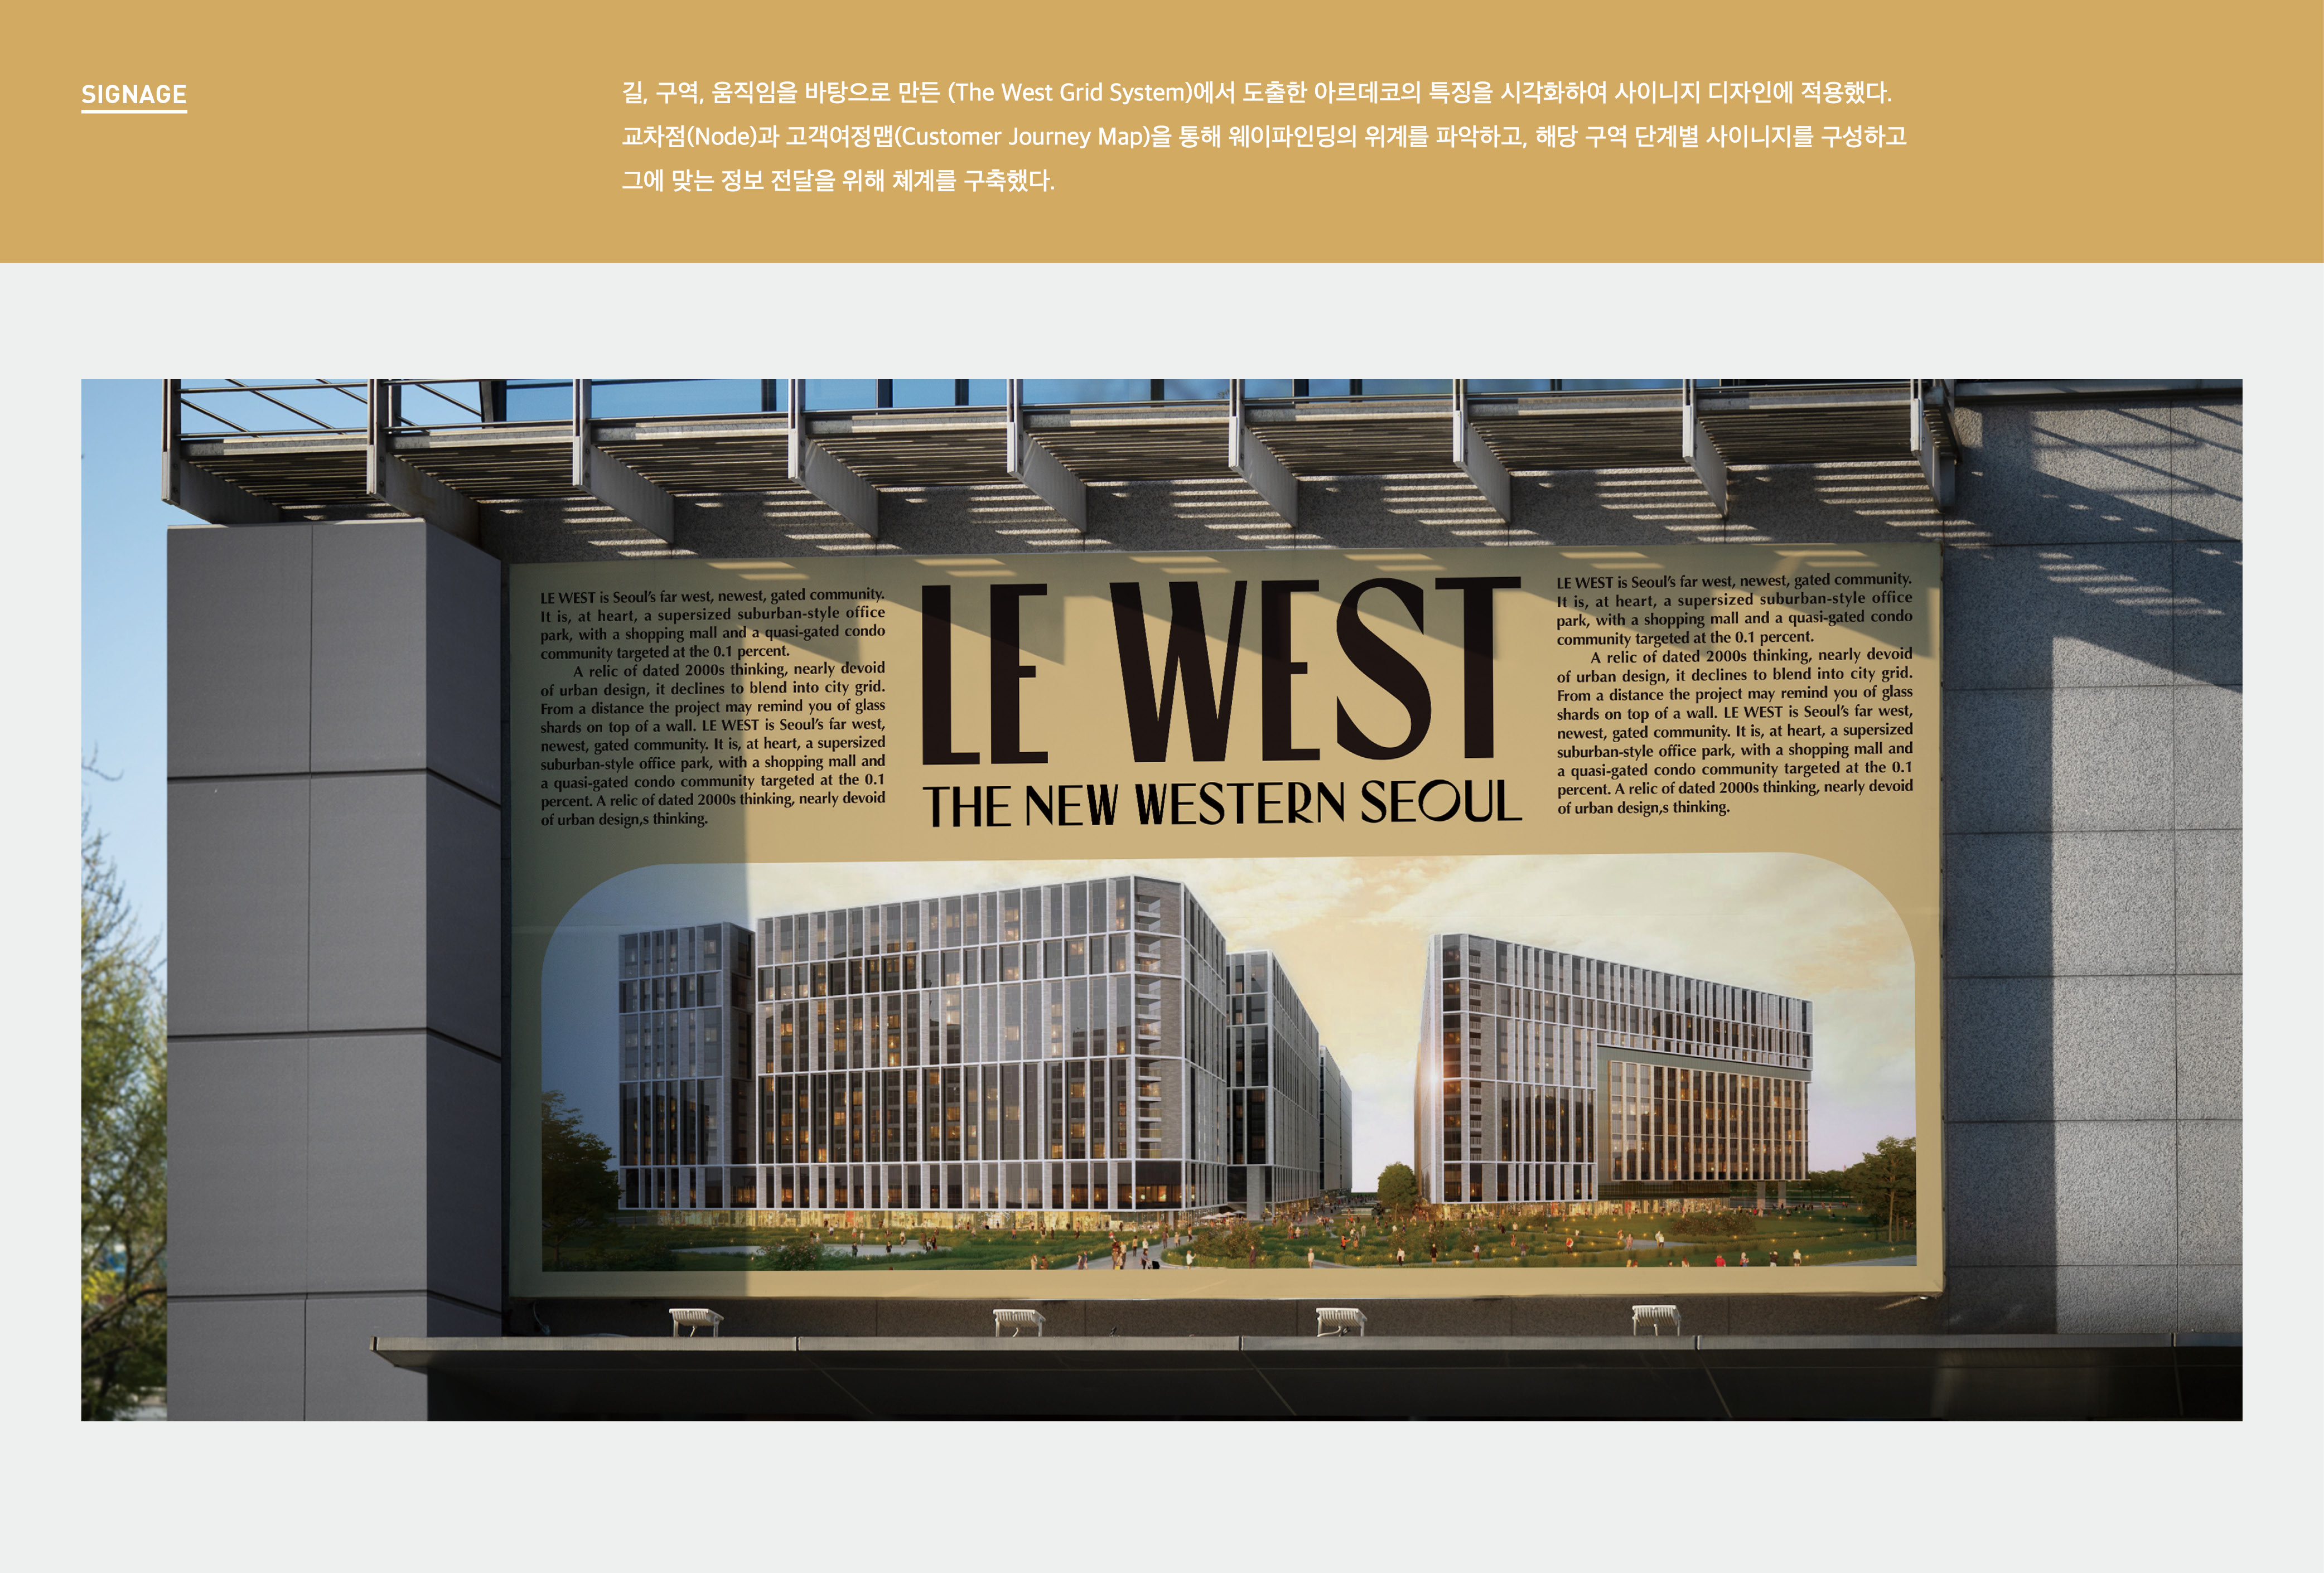 SIGNAGE
길, 구역, 움직임을 바탕으로 만든 (The West Grid System)에서 도출한 아르데코의 특징을 시각화하여 사이니지 디자인에 적용했다.
교차점(Node)과 고객여정맵(Customer Journey Map)을 통해 웨이파인딩의 위계를 파악하고, 해당 구역 단계별 사이니지를 구성하고
그에 맞는 정보 전달을 위해 체계를 구축했다.
LE WEST is Seoul's far west, newest, gated community.
It is, at heart, a supersized suburban-style office
park, with a shopping mall and a quasi-gated condo
community targeted at the 0.1 percent.
A relic of dated 2000s thinking, nearly devoid
of urban design, it declines to blend into city grid.
From a distance the project may remind you of glass
shards on top of a wall. LE WEST is Seoul's far west,
newest, gated community. It is, at heart, a supersized
suburban-style office park, with a shopping mall and
a quasi-gated condo community targeted at the 0.1
percent. A relic of dated 2000s thinking, nearly devoid
of urban design,s thinking.
LE WEST
THE NEW WESTERN SEOUL
LE WEST is Seoul's far west, newest, gated community.
It is, at heart, a supersized suburban-style office
park, with a shopping mall and a quasi-gated condo
community targeted at the 0.1 percent.
A relic of dated 2000s thinking, nearly devoid
of urban design, it declines to blend into city grid.
From a distance the project may remind you of glass
shards on top of a wall. LE WEST is Seoul's far west,
newest, gated community. It is, at heart, a supersized
suburban-style office park, with a shopping mall and
a quasi-gated condo community targeted at the 0.1
percent. A relic of dated 2000s thinking, nearly devoid
of urban design,s thinking.